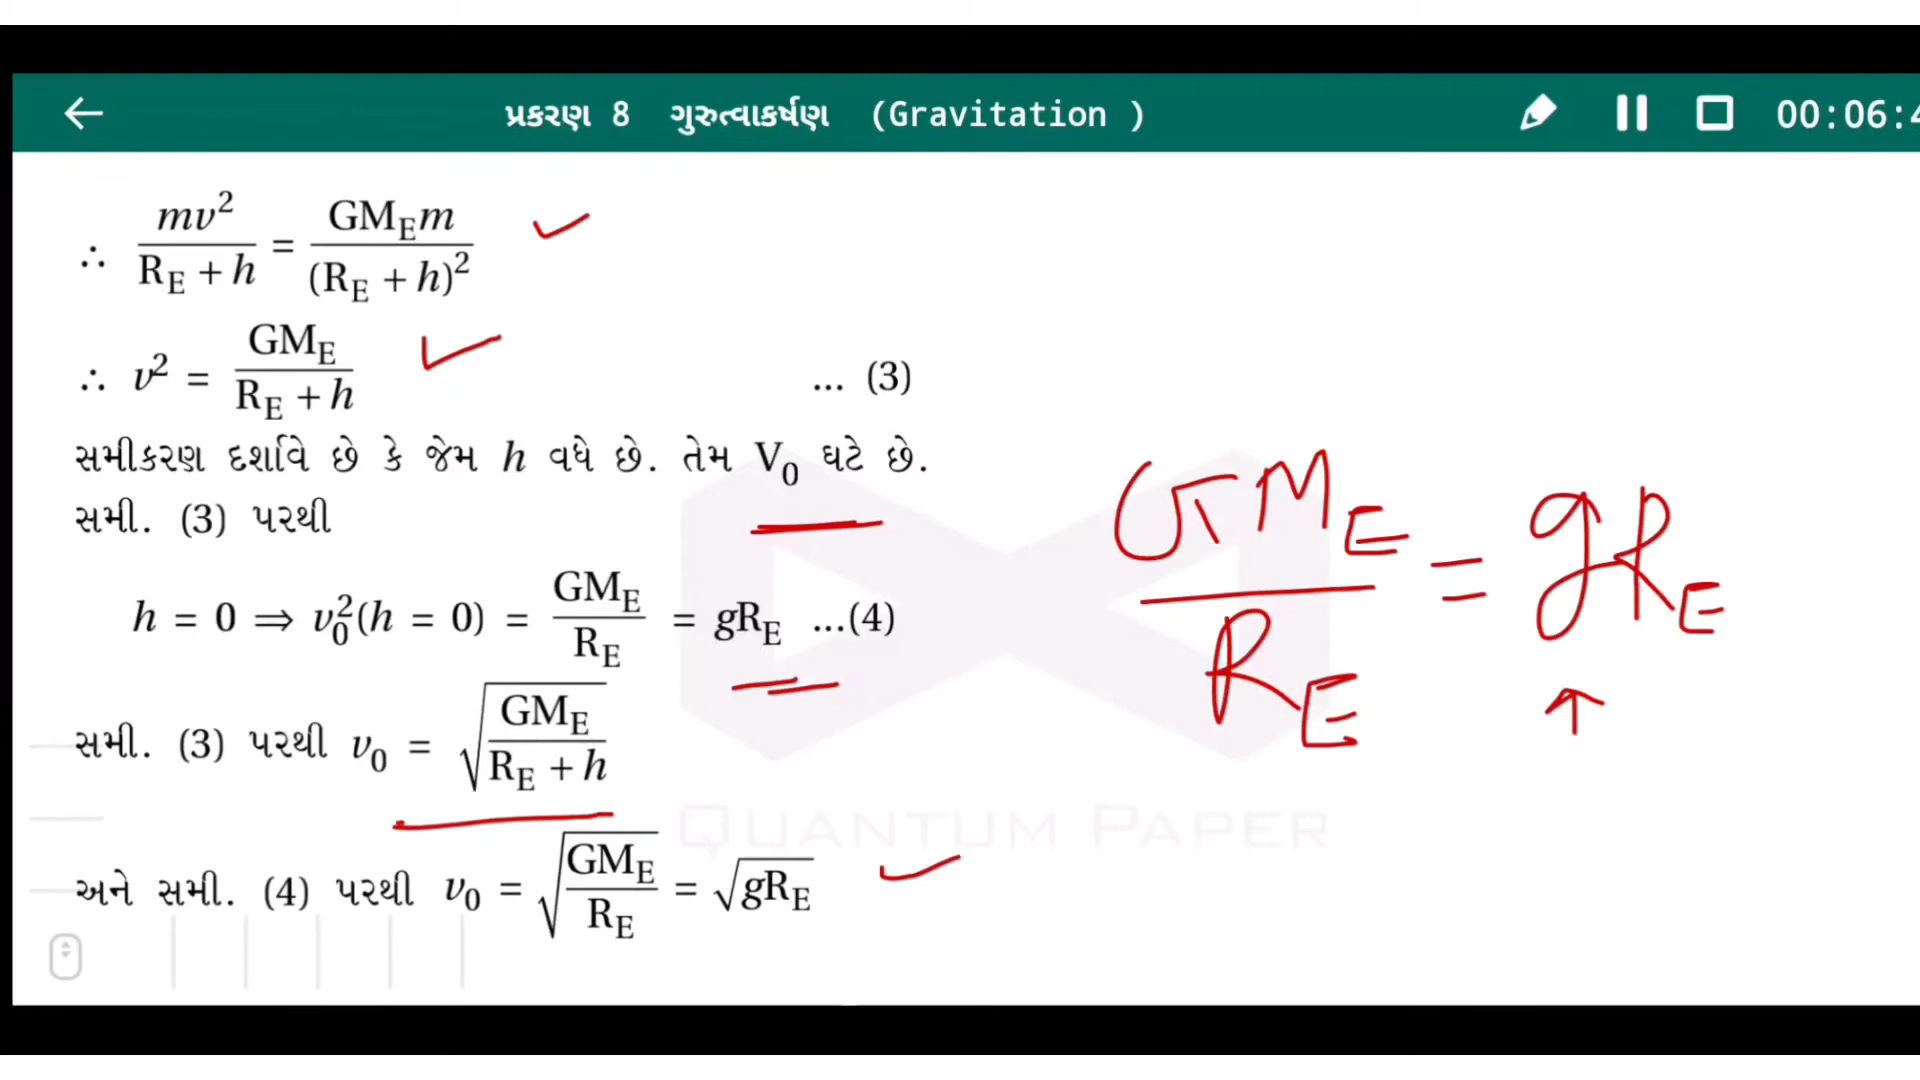 પ્રકરણ 8 ગુરુત્વાકર્ષણ (Gravitation )
00:06:4
∴ mv²/(R_E + h) = GM_E m/(R_E + h)²
∴ v² = GM_E/(R_E + h) ... (3)
સમીકરણ દર્શાવે છે કે જેમ h વધે છે. તેમ V₀ ઘટે છે.
સમી. (3) પરથી
h = 0 ⇒ v₀²(h = 0) = GM_E/R_E = gR_E ...(4)
સમી. (3) પરથી v₀ = √(GM_E/(R_E + h))
અને સમી. (4) પરથી v₀ = √(GM_E/R_E) = √(gR_E)
GM_E/R_E = gR_E
QUANTUM PAPER